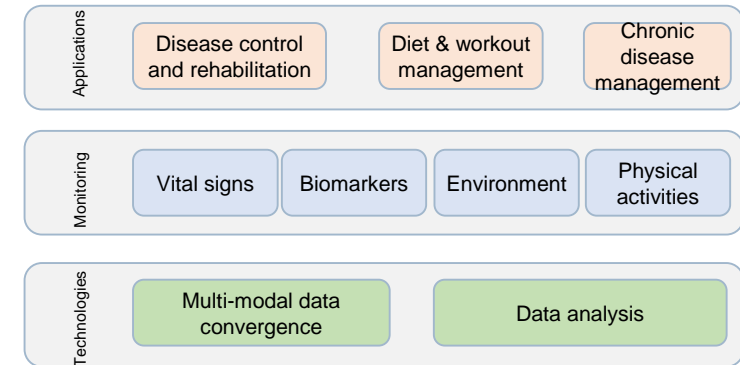 Applications
Disease control
and rehabilitation
Diet & workout
management
Chronic
disease
management
Monitoring
Vital signs
Biomarkers
Environment
Physical
activities
Technologies
Multi-modal data
convergence
Data analysis